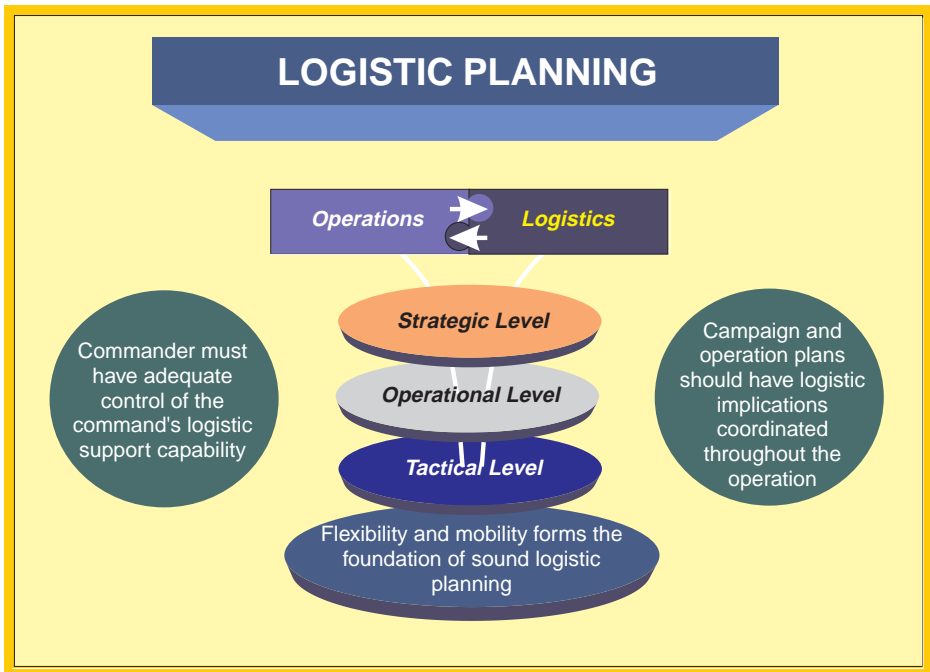 LOGISTIC PLANNING
Operations
Logistics
Strategic Level
Operational Level
Tactical Level
Commander must
have adequate
control of the
command's logistic
support capability
Campaign and
operation plans
should have logistic
implications
coordinated
throughout the
operation
Flexibility and mobility forms the
foundation of sound logistic
planning